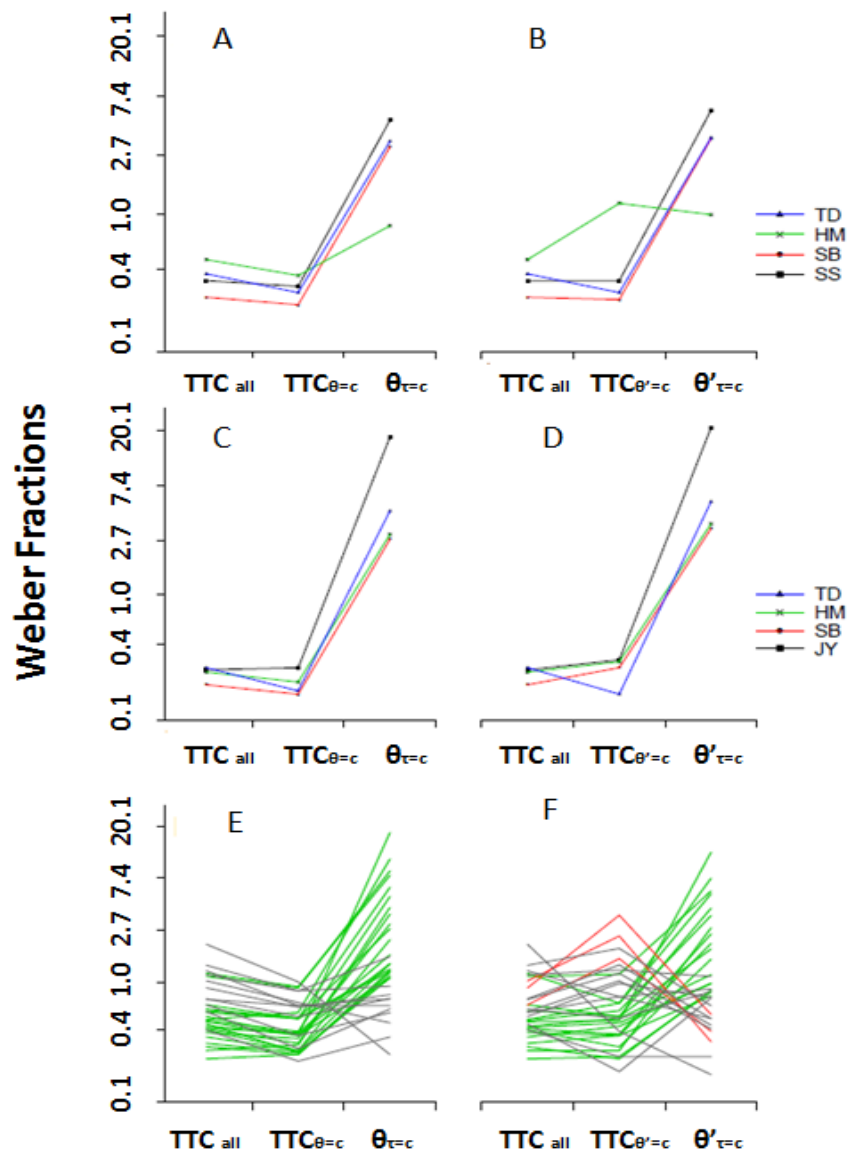 Weber Fractions
A
20.1
7.4
2.7
1.0
0.4
0.1
TTC all TTCθ=c θτ=c
B
TTC all TTCθ'=c θ'τ=c
TD
HM
SB
SS
C
20.1
7.4
2.7
1.0
0.4
0.1
TTC all TTCθ=c θτ=c
D
TTC all TTCθ'=c θ'τ=c
TD
HM
SB
JY
E
20.1
7.4
2.7
1.0
0.4
0.1
TTC all TTCθ=c θτ=c
F
TTC all TTCθ'=c θ'τ=c